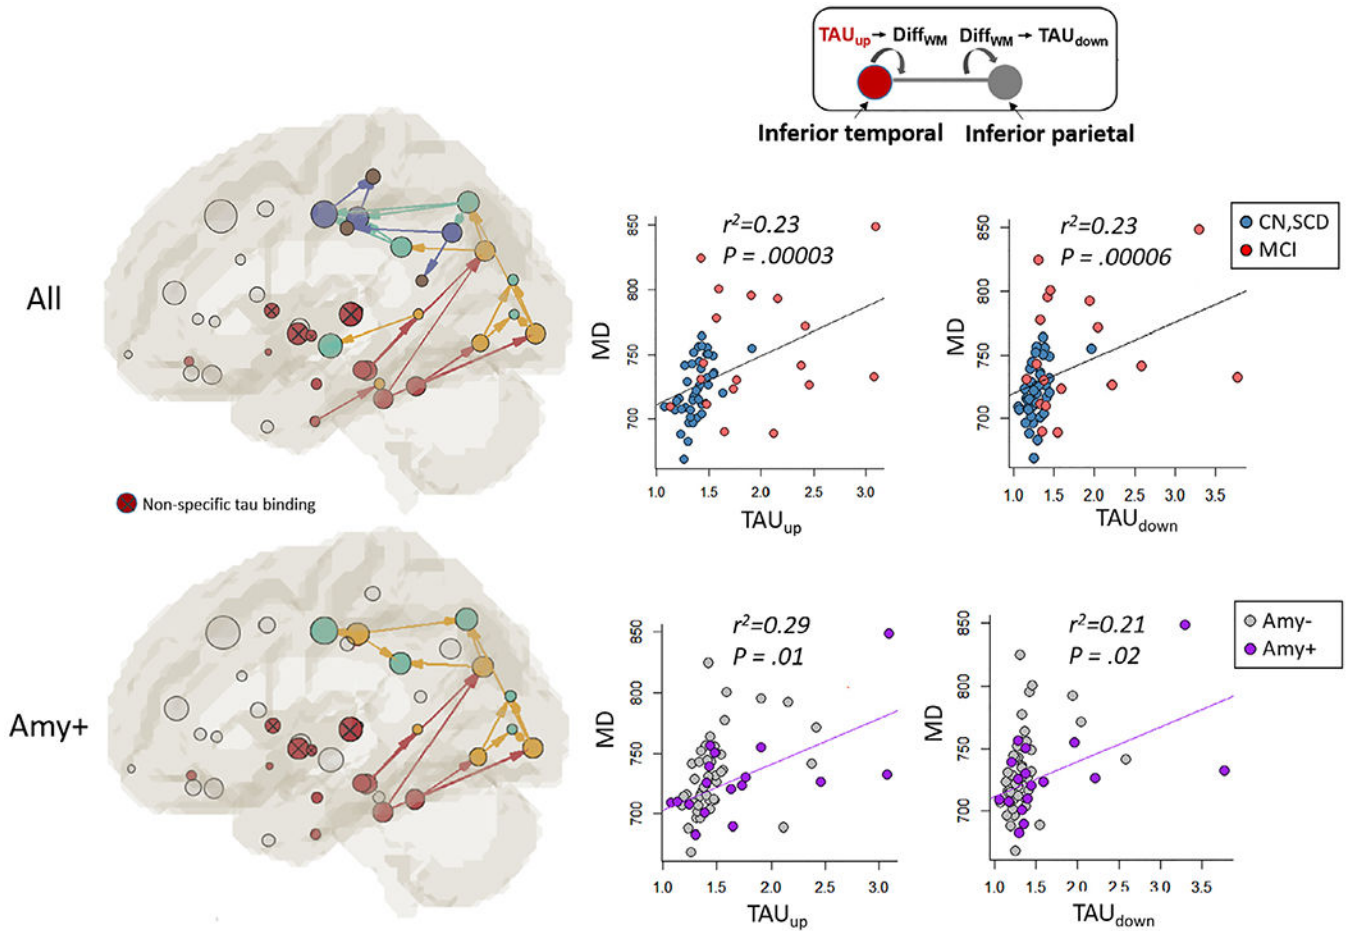 TAUup → DiffWM DiffWM → TAUdown
Inferior temporal Inferior parietal
All
Non-specific tau binding
r²=0.23
P = .00003
MD
850
800
750
700
1.0 1.5 2.0 2.5 3.0
TAUup
r²=0.23
P = .00006
MD
850
800
750
700
1.0 1.5 2.0 2.5 3.0 3.5
TAUdown
CN,SCD
MCI
Amy+
r²=0.29
P = .01
MD
850
800
750
700
1.0 1.5 2.0 2.5 3.0
TAUup
r²=0.21
P = .02
MD
850
800
750
700
1.0 1.5 2.0 2.5 3.0 3.5
TAUdown
Amy-
Amy+